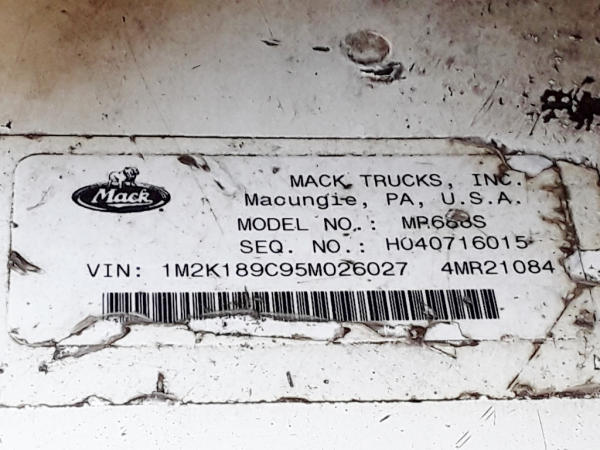 Mack
MACK TRUCKS, INC.
Macungie, PA, U.S.A.
MODEL NO.: MR688S
SEQ. NO.: H040716015
VIN: 1M2K189C95M026027 4MR21084